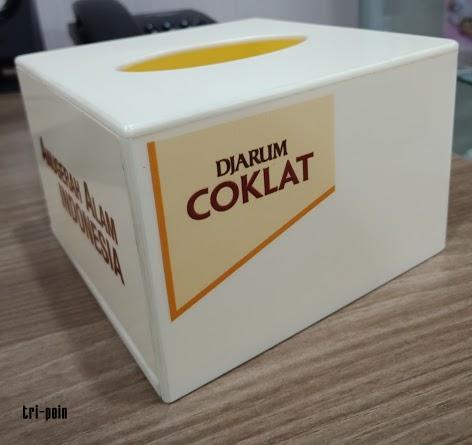 DJARUM
COKLAT
ANUGERAH ALAM
INDONESIA
tri-poin